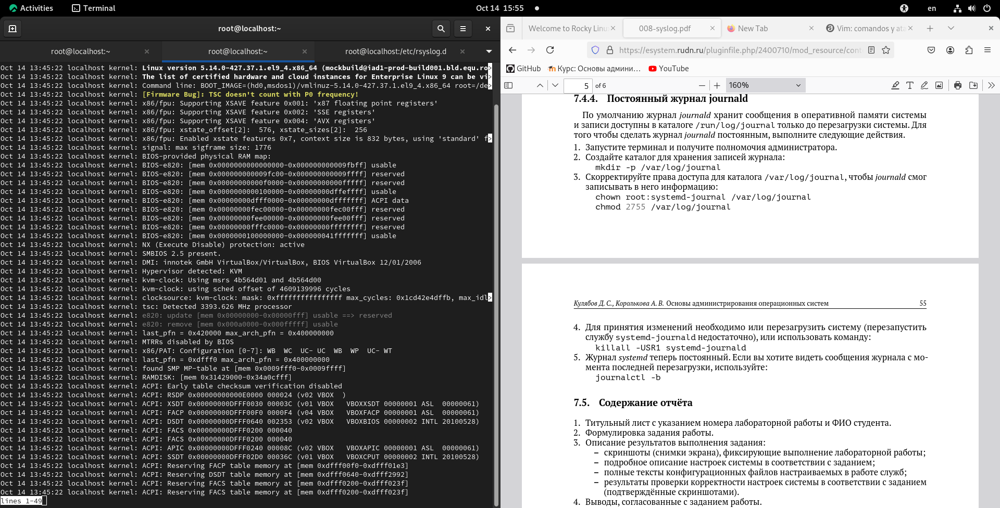 Activities
Terminal
Oct 14 15:55
en
root@localhost:~
root@localhost:~
root@localhost:~
root@localhost:/etc/rsyslog.d
Oct 14 13:45:22 localhost kernel: Linux version 5.14.0-427.37.1.el9_4.x86_64 (mockbuild@iad1-prod-build001.bld.equ.ro>
Oct 14 13:45:22 localhost kernel: The list of certified hardware and cloud instances for Enterprise Linux 9 can be vi>
Oct 14 13:45:22 localhost kernel: Command line: BOOT_IMAGE=(hd0,msdos1)/vmlinuz-5.14.0-427.37.1.el9_4.x86_64 root=/de>
Oct 14 13:45:22 localhost kernel: [Firmware Bug]: TSC doesn't count with P0 frequency!
Oct 14 13:45:22 localhost kernel: x86/fpu: Supporting XSAVE feature 0x001: 'x87 floating point registers'
Oct 14 13:45:22 localhost kernel: x86/fpu: Supporting XSAVE feature 0x002: 'SSE registers'
Oct 14 13:45:22 localhost kernel: x86/fpu: Supporting XSAVE feature 0x004: 'AVX registers'
Oct 14 13:45:22 localhost kernel: x86/fpu: xstate_offset[2]:  576, xstate_sizes[2]:  256
Oct 14 13:45:22 localhost kernel: x86/fpu: Enabled xstate features 0x7, context size is 832 bytes, using 'standard' f>
Oct 14 13:45:22 localhost kernel: signal: max sigframe size: 1776
Oct 14 13:45:22 localhost kernel: BIOS-provided physical RAM map:
Oct 14 13:45:22 localhost kernel: BIOS-e820: [mem 0x0000000000000000-0x000000000009fbff] usable
Oct 14 13:45:22 localhost kernel: BIOS-e820: [mem 0x000000000009fc00-0x000000000009ffff] reserved
Oct 14 13:45:22 localhost kernel: BIOS-e820: [mem 0x00000000000f0000-0x00000000000fffff] reserved
Oct 14 13:45:22 localhost kernel: BIOS-e820: [mem 0x0000000000100000-0x00000000dffeffff] usable
Oct 14 13:45:22 localhost kernel: BIOS-e820: [mem 0x00000000dfff0000-0x00000000dfffffff] ACPI data
Oct 14 13:45:22 localhost kernel: BIOS-e820: [mem 0x00000000fec00000-0x00000000fec00fff] reserved
Oct 14 13:45:22 localhost kernel: BIOS-e820: [mem 0x00000000fee00000-0x00000000fee00fff] reserved
Oct 14 13:45:22 localhost kernel: BIOS-e820: [mem 0x00000000fffc0000-0x00000000ffffffff] reserved
Oct 14 13:45:22 localhost kernel: BIOS-e820: [mem 0x0000000100000000-0x000000041fffffff] usable
Oct 14 13:45:22 localhost kernel: NX (Execute Disable) protection: active
Oct 14 13:45:22 localhost kernel: SMBIOS 2.5 present.
Oct 14 13:45:22 localhost kernel: DMI: innotek GmbH VirtualBox/VirtualBox, BIOS VirtualBox 12/01/2006
Oct 14 13:45:22 localhost kernel: Hypervisor detected: KVM
Oct 14 13:45:22 localhost kernel: kvm-clock: Using msrs 4b564d01 and 4b564d00
Oct 14 13:45:22 localhost kernel: kvm-clock: using sched offset of 4609139996 cycles
Oct 14 13:45:22 localhost kernel: clocksource: kvm-clock: mask: 0xffffffffffffffff max_cycles: 0x1cd42e4dffb, max_idl>
Oct 14 13:45:22 localhost kernel: tsc: Detected 3393.626 MHz processor
Oct 14 13:45:22 localhost kernel: e820: update [mem 0x00000000-0x00000fff] usable ==> reserved
Oct 14 13:45:22 localhost kernel: e820: remove [mem 0x000a0000-0x000fffff] usable
Oct 14 13:45:22 localhost kernel: last_pfn = 0x420000 max_arch_pfn = 0x400000000
Oct 14 13:45:22 localhost kernel: MTRRs disabled by BIOS
Oct 14 13:45:22 localhost kernel: x86/PAT: Configuration [0-7]: WB  WC  UC- UC  WB  WP  UC- WT
Oct 14 13:45:22 localhost kernel: last_pfn = 0xdfff0 max_arch_pfn = 0x400000000
Oct 14 13:45:22 localhost kernel: found SMP MP-table at [mem 0x0009fff0-0x0009ffff]
Oct 14 13:45:22 localhost kernel: RAMDISK: [mem 0x31429000-0x34a0cfff]
Oct 14 13:45:22 localhost kernel: ACPI: Early table checksum verification disabled
Oct 14 13:45:22 localhost kernel: ACPI: RSDP 0x00000000000E0000 000024 (v02 VBOX  )
Oct 14 13:45:22 localhost kernel: ACPI: XSDT 0x00000000DFFF0030 00003C (v01 VBOX   VBOXXSDT 00000001 ASL  00000061)
Oct 14 13:45:22 localhost kernel: ACPI: FACP 0x00000000DFFF00F0 0000F4 (v04 VBOX   VBOXFACP 00000001 ASL  00000061)
Oct 14 13:45:22 localhost kernel: ACPI: DSDT 0x00000000DFFF0640 002353 (v02 VBOX   VBOXBIOS 00000002 INTL 20100528)
Oct 14 13:45:22 localhost kernel: ACPI: FACS 0x00000000DFFF0200 000040
Oct 14 13:45:22 localhost kernel: ACPI: FACS 0x00000000DFFF0200 000040
Oct 14 13:45:22 localhost kernel: ACPI: APIC 0x00000000DFFF0240 00008C (v02 VBOX   VBOXAPIC 00000001 ASL  00000061)
Oct 14 13:45:22 localhost kernel: ACPI: SSDT 0x00000000DFFF02D0 00036C (v01 VBOX   VBOXCPUT 00000002 INTL 20100528)
Oct 14 13:45:22 localhost kernel: ACPI: Reserving FACP table memory at [mem 0xdfff00f0-0xdfff01e3]
Oct 14 13:45:22 localhost kernel: ACPI: Reserving DSDT table memory at [mem 0xdfff0640-0xdfff2992]
Oct 14 13:45:22 localhost kernel: ACPI: Reserving FACS table memory at [mem 0xdfff0200-0xdfff023f]
Oct 14 13:45:22 localhost kernel: ACPI: Reserving FACS table memory at [mem 0xdfff0200-0xdfff023f]
lines 1-49
Welcome to Rocky Linu
008-syslog.pdf
New Tab
Vim: comandos y ata
https://esystem.rudn.ru/pluginfile.php/2400710/mod_resource/cont
GitHub
Курс: Основы админи…
YouTube
5
of 6
160%
7.4.4. Постоянный журнал journald
По умолчанию журнал journald хранит сообщения в оперативной памяти системы
и записи доступны в каталоге /run/log/journal только до перезагрузки системы. Для
того чтобы сделать журнал journald постоянным, выполните следующие действия.
1. Запустите терминал и получите полномочия администратора.
2. Создайте каталог для хранения записей журнала:
mkdir -p /var/log/journal
3. Скорректируйте права доступа для каталога /var/log/journal, чтобы journald смог
записывать в него информацию:
chown root:systemd-journal /var/log/journal
chmod 2755 /var/log/journal
Кулябов Д. С., Королькова А. В. Основы администрирования операционных систем
55
4. Для принятия изменений необходимо или перезагрузить систему (перезапустить
службу systemd-journald недостаточно), или использовать команду:
killall -USR1 systemd-journald
5. Журнал systemd теперь постоянный. Если вы хотите видеть сообщения журнала с мо-
мента последней перезагрузки, используйте:
journalctl -b
7.5. Содержание отчёта
1. Титульный лист с указанием номера лабораторной работы и ФИО студента.
2. Формулировка задания работы.
3. Описание результатов выполнения задания:
– скриншоты (снимки экрана), фиксирующие выполнение лабораторной работы;
– подробное описание настроек системы в соответствии с заданием;
– полные тексты конфигурационных файлов настраиваемых в работе служб;
– результаты проверки корректности настроек системы в соответствии с заданием
(подтверждённые скриншотами).
4. Выводы, согласованные с заданием работы.